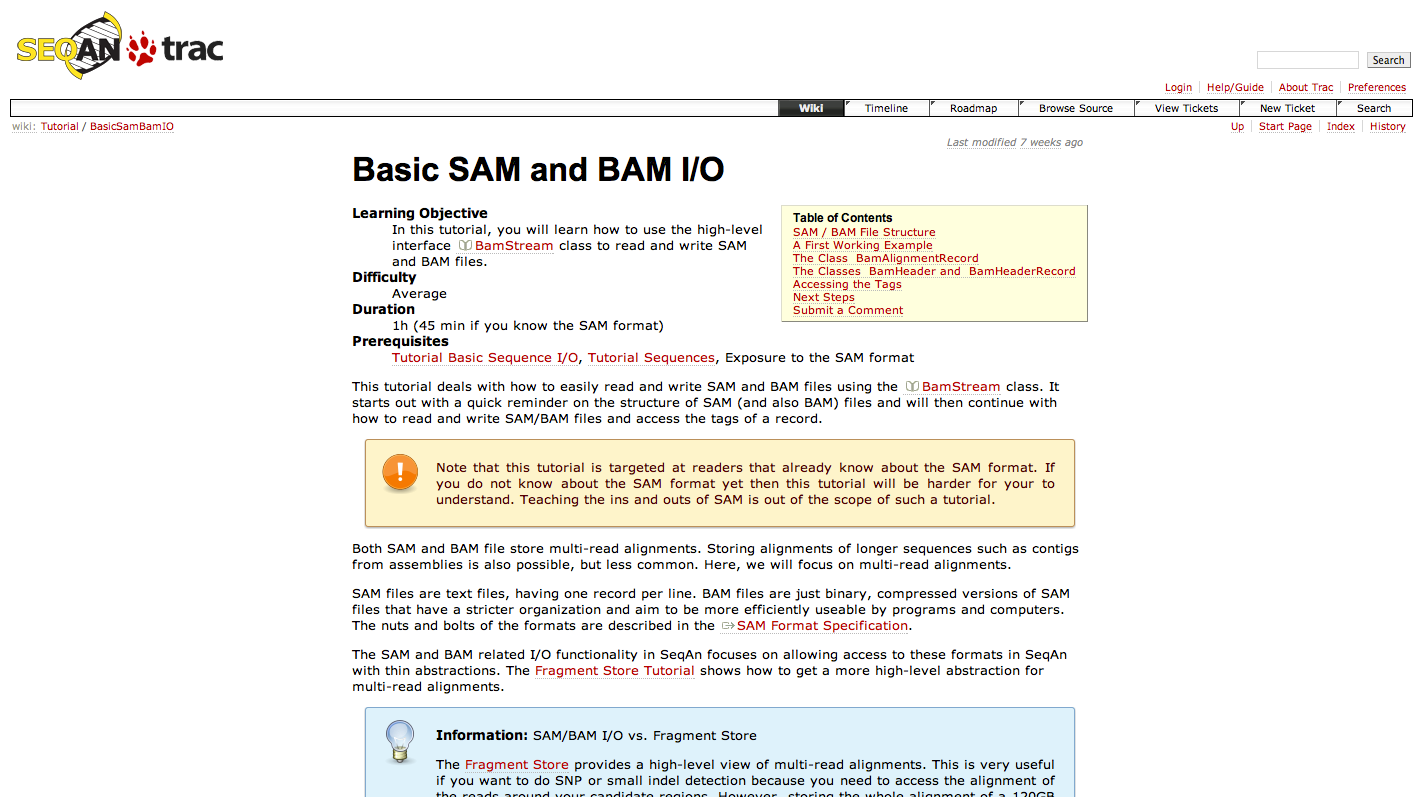 SEQAN trac
Search
Login Help/Guide About Trac Preferences
Wiki Timeline Roadmap Browse Source View Tickets New Ticket Search
wiki: Tutorial / BasicSamBamIO
Up Start Page Index History
Last modified 7 weeks ago
Basic SAM and BAM I/O
Learning Objective
In this tutorial, you will learn how to use the high-level
interface BamStream class to read and write SAM
and BAM files.
Difficulty
Average
Duration
1h (45 min if you know the SAM format)
Prerequisites
Tutorial Basic Sequence I/O, Tutorial Sequences, Exposure to the SAM format
Table of Contents
SAM / BAM File Structure
A First Working Example
The Class BamAlignmentRecord
The Classes BamHeader and BamHeaderRecord
Accessing the Tags
Next Steps
Submit a Comment
This tutorial deals with how to easily read and write SAM and BAM files using the BamStream class. It
starts out with a quick reminder on the structure of SAM (and also BAM) files and will then continue with
how to read and write SAM/BAM files and access the tags of a record.
Note that this tutorial is targeted at readers that already know about the SAM format. If
you do not know about the SAM format yet then this tutorial will be harder for your to
understand. Teaching the ins and outs of SAM is out of the scope of such a tutorial.
Both SAM and BAM file store multi-read alignments. Storing alignments of longer sequences such as contigs
from assemblies is also possible, but less common. Here, we will focus on multi-read alignments.
SAM files are text files, having one record per line. BAM files are just binary, compressed versions of SAM
files that have a stricter organization and aim to be more efficiently useable by programs and computers.
The nuts and bolts of the formats are described in the SAM Format Specification.
The SAM and BAM related I/O functionality in SeqAn focuses on allowing access to these formats in SeqAn
with thin abstractions. The Fragment Store Tutorial shows how to get a more high-level abstraction for
multi-read alignments.
Information: SAM/BAM I/O vs. Fragment Store
The Fragment Store provides a high-level view of multi-read alignments. This is very useful
if you want to do SNP or small indel detection because you need to access the alignment of
the reads around your candidate regions. However, storing the whole alignment of a 120GB